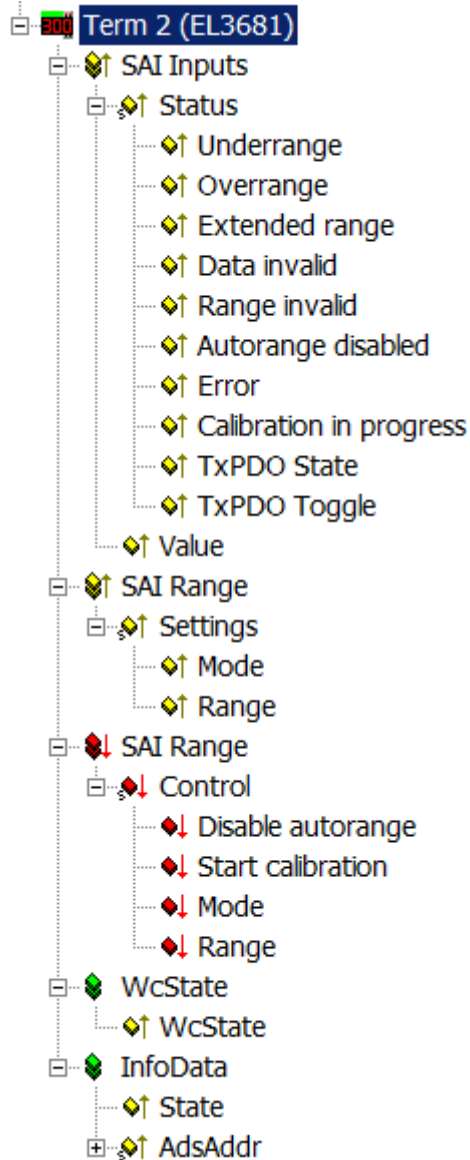 Term 2 (EL3681)
SAI Inputs
Status
Underrange
Overrange
Extended range
Data invalid
Range invalid
Autorange disabled
Error
Calibration in progress
TxPDO State
TxPDO Toggle
Value
SAI Range
Settings
Mode
Range
SAI Range
Control
Disable autorange
Start calibration
Mode
Range
WcState
WcState
InfoData
State
AdsAddr